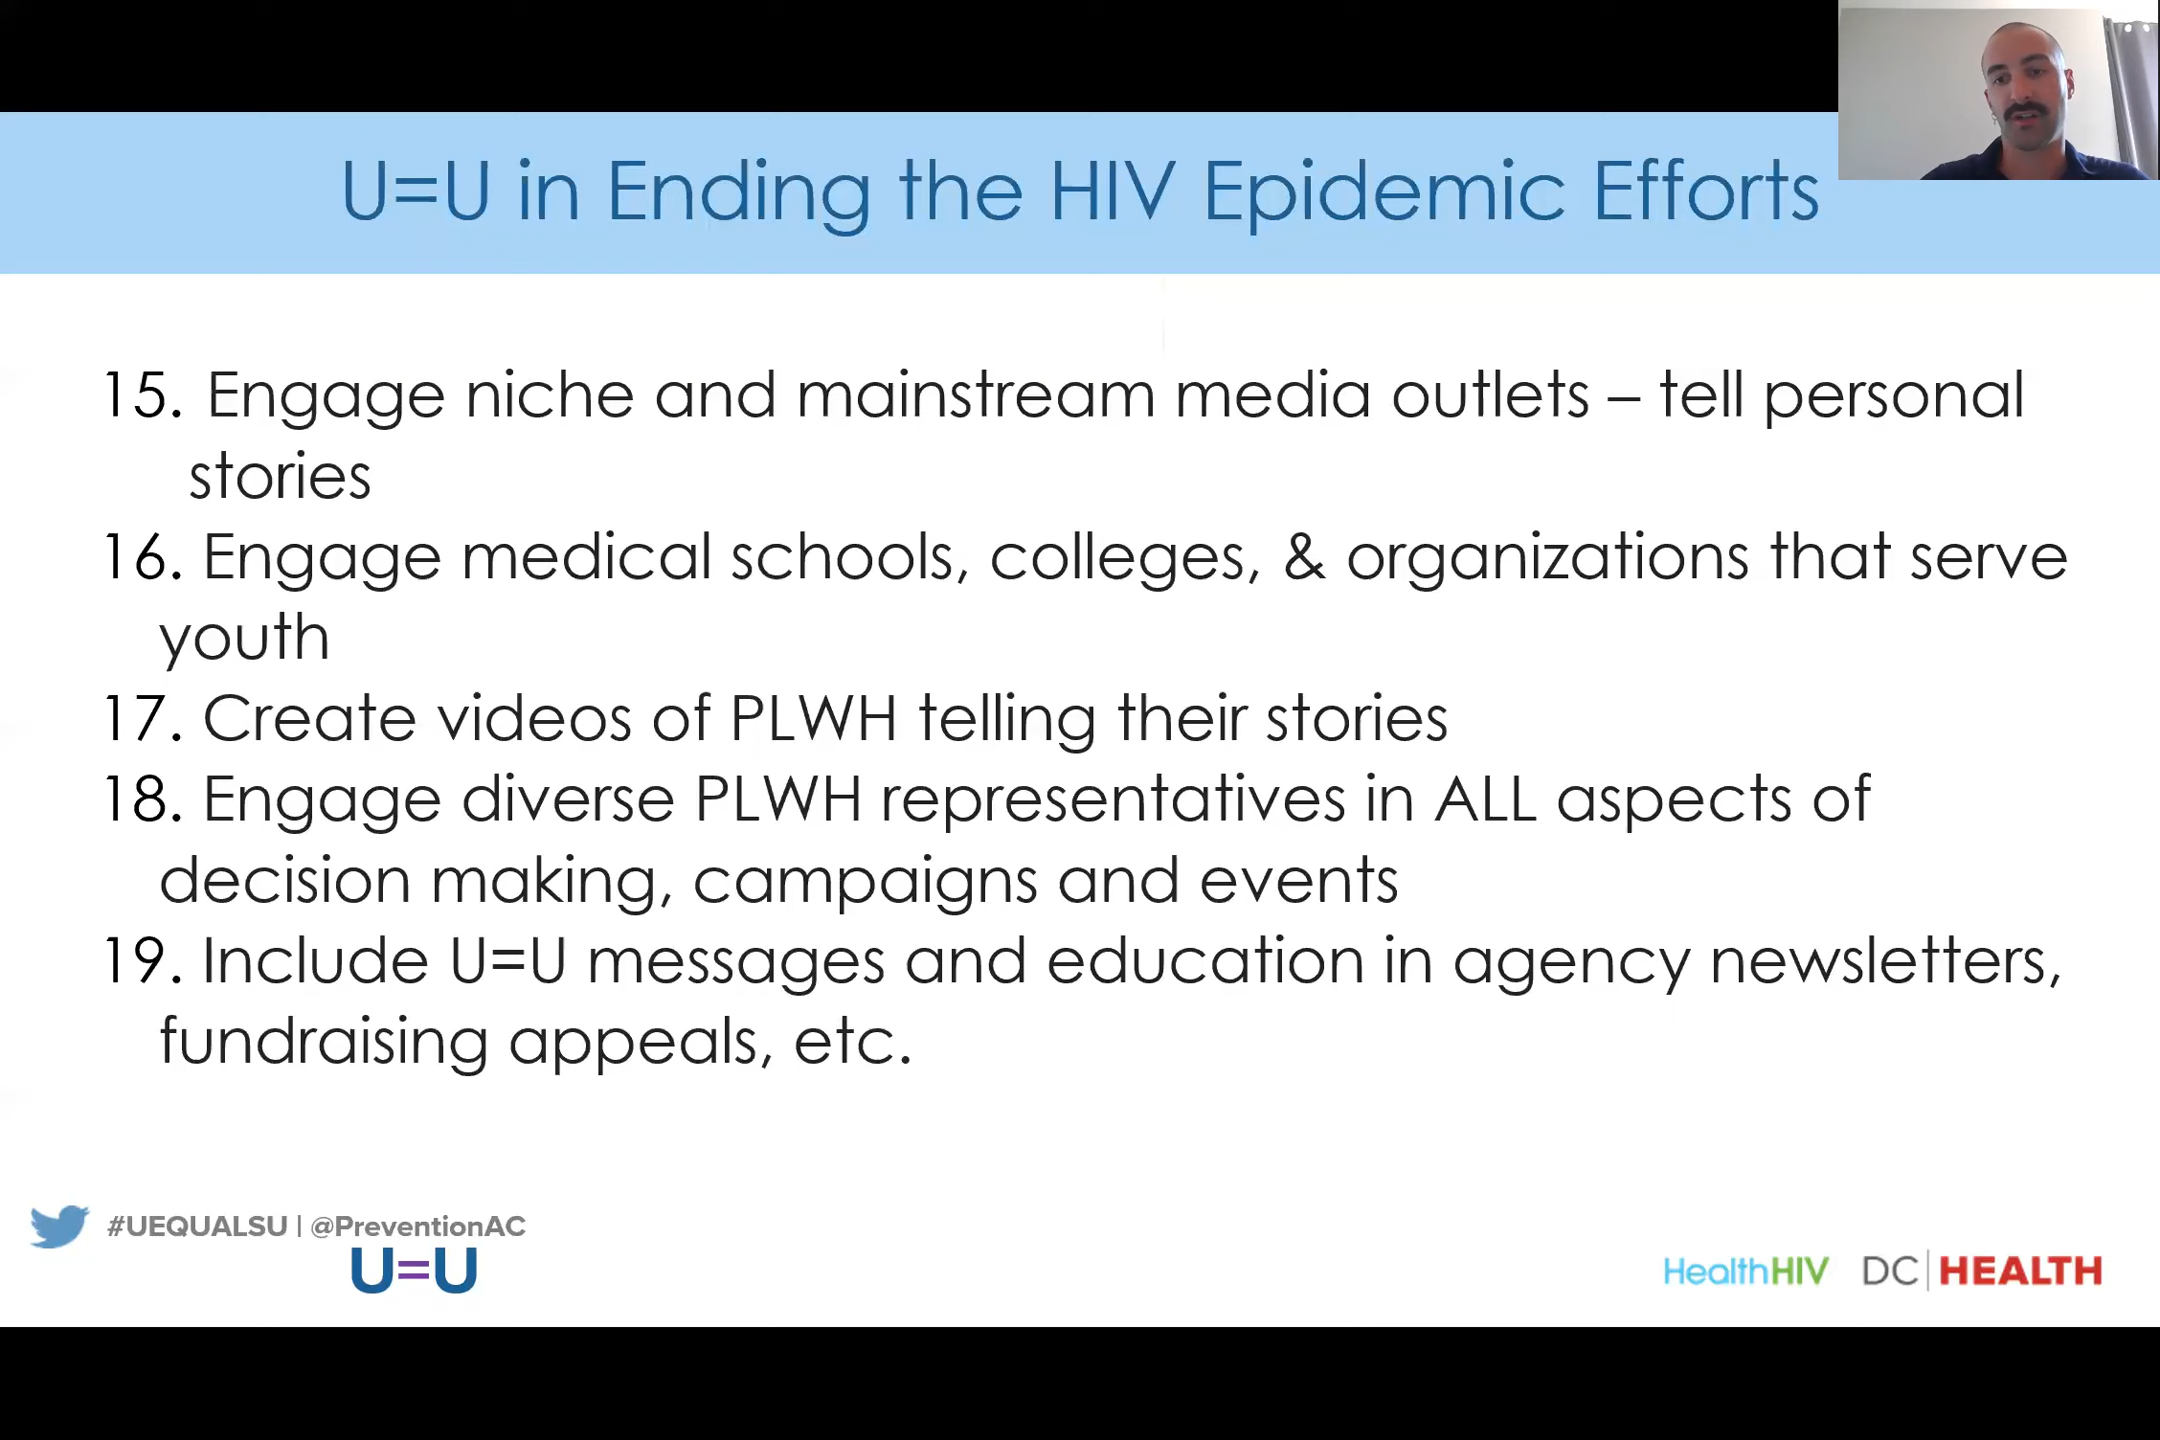 U=U in Ending the HIV Epidemic Efforts
15. Engage niche and mainstream media outlets – tell personal
stories
16. Engage medical schools, colleges, & organizations that serve
youth
17. Create videos of PLWH telling their stories
18. Engage diverse PLWH representatives in ALL aspects of
decision making, campaigns and events
19. Include U=U messages and education in agency newsletters,
fundraising appeals, etc.
#UEQUALSU | @PreventionAC
U=U
HealthHIV
DC | HEALTH